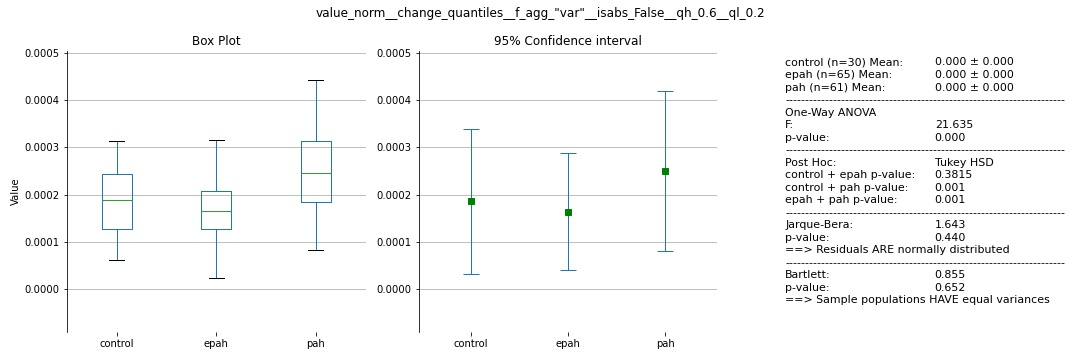 value_norm__change_quantiles__f_agg_"var"__isabs_False__qh_0.6__ql_0.2
Box Plot
0.0005
0.0004
0.0003
0.0002
0.0001
0.0000
Value
control epah pah
95% Confidence interval
0.0005
0.0004
0.0003
0.0002
0.0001
0.0000
control epah pah
control (n=30) Mean: 0.000 ± 0.000
epah (n=65) Mean: 0.000 ± 0.000
pah (n=61) Mean: 0.000 ± 0.000
One-Way ANOVA
F: 21.635
p-value: 0.000
Post Hoc: Tukey HSD
control + epah p-value: 0.3815
control + pah p-value: 0.001
epah + pah p-value: 0.001
Jarque-Bera: 1.643
p-value: 0.440
==> Residuals ARE normally distributed
Bartlett: 0.855
p-value: 0.652
==> Sample populations HAVE equal variances